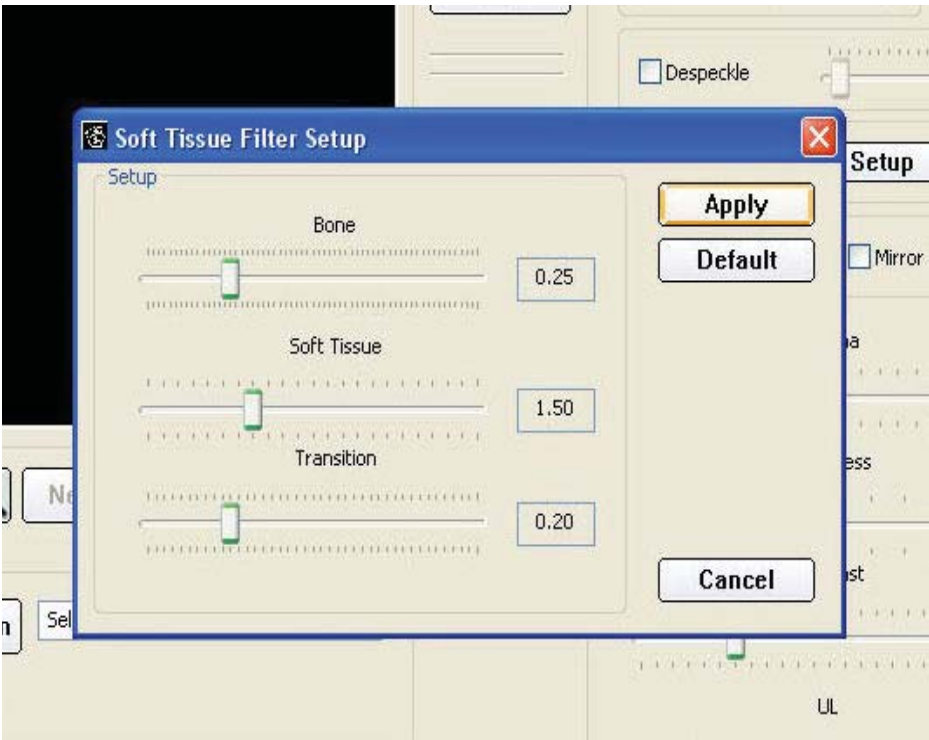 Despeckle
Soft Tissue Filter Setup
Setup
Setup
Apply
Bone
Default
Mirror
0.25
Soft Tissue
1.50
Transition
0.20
Cancel
Sel
UL